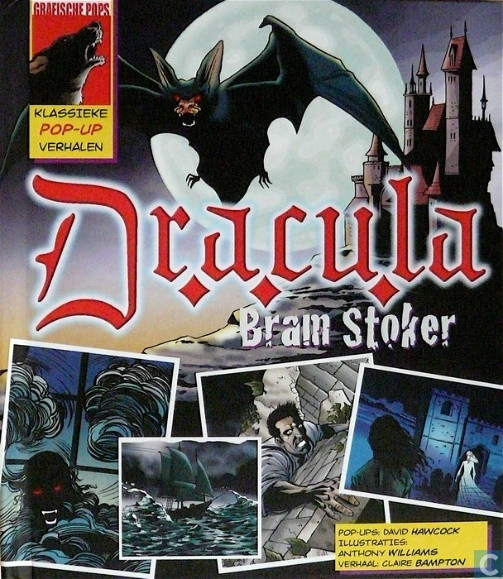 GRAFISCHE POPS
KLASSIEKE
POP-UP
VERHALEN
Dracula
Bram Stoker
POP-UPS: DAVID HAWCOCK
ILLUSTRATIES:
ANTHONY WILLIAMS
VERHAAL: CLAIRE BAMPTON
C